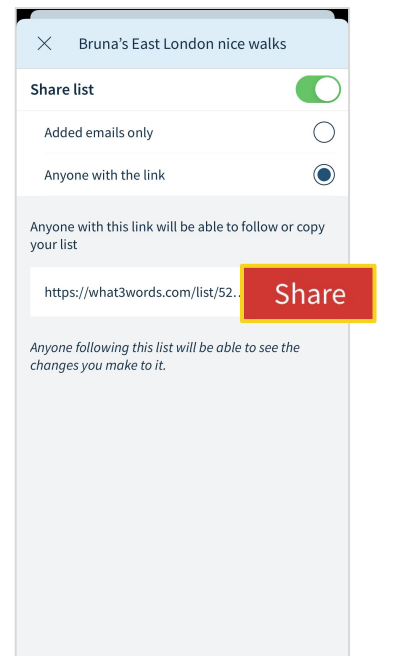 Bruna’s East London nice walks
Share list
Added emails only
Anyone with the link
Anyone with this link will be able to follow or copy
your list
https://what3words.com/list/52..
Share
Anyone following this list will be able to see the
changes you make to it.